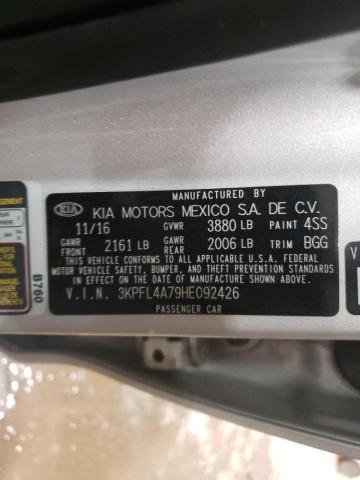 MANUFACTURED BY
KIA KIA MOTORS MEXICO S.A. DE C.V.
11/16 GVWR 3880 LB PAINT 4SS
GAWR FRONT 2161 LB GAWR REAR 2006 LB TRIM BGG
THIS VEHICLE CONFORMS TO ALL APPLICABLE U.S.A. FEDERAL
MOTOR VEHICLE SAFETY, BUMPER, AND THEFT PREVENTION STANDARDS
IN EFFECT ON THE DATE OF MANUFACTURE SHOWN ABOVE.
V.I.N. 3KPFL4A79HE092426
PASSENGER CAR
B760